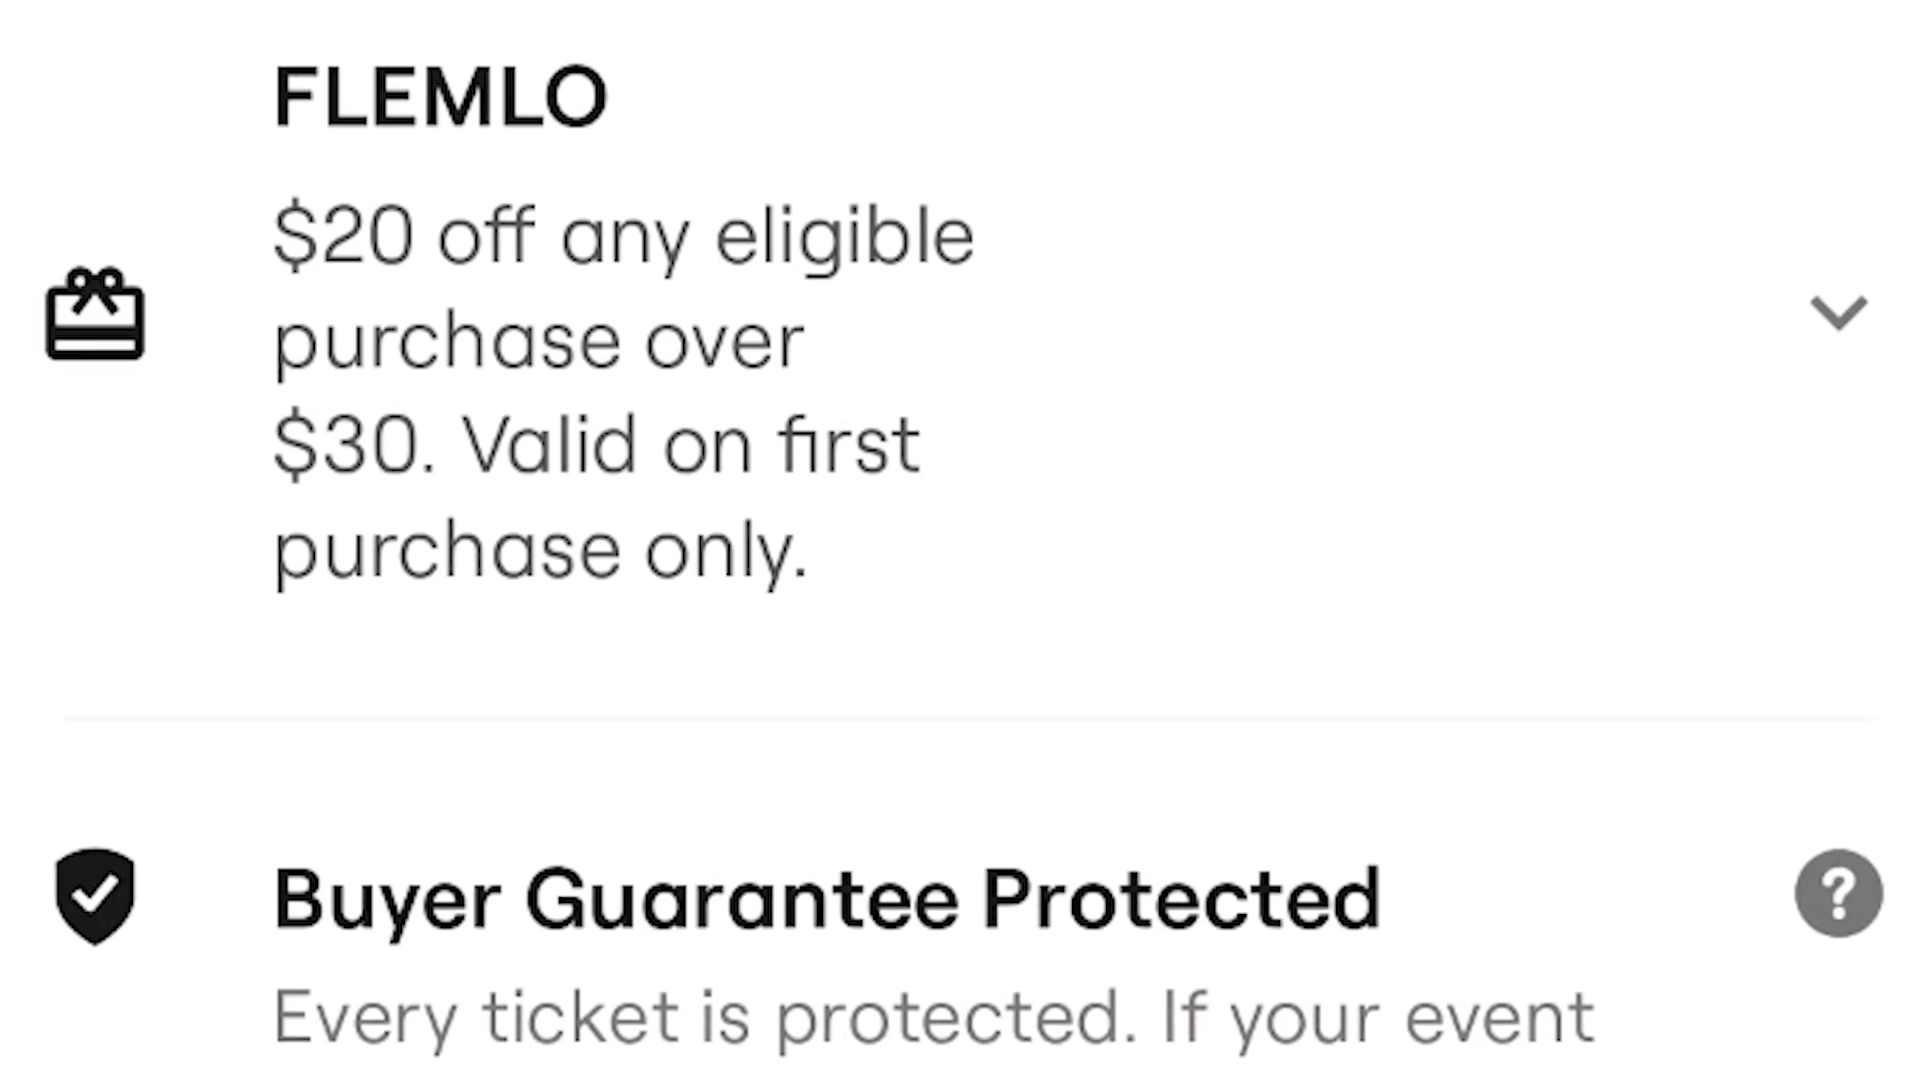 FLEMLO
$20 off any eligible
purchase over
$30. Valid on first
purchase only.
Buyer Guarantee Protected
Every ticket is protected. If your event